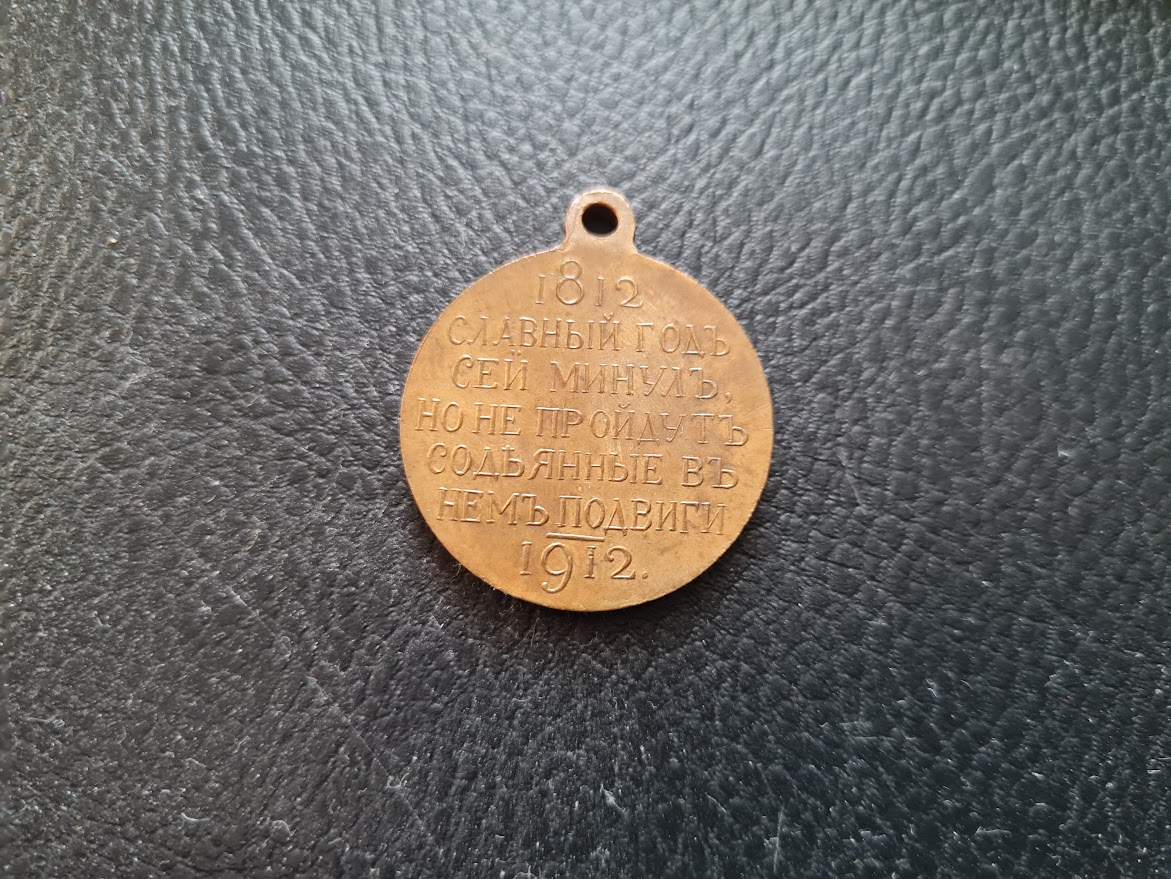 1812
СЛАВНЫЙ ГОДЪ
СЕЙ МИНУЛЪ,
НО НЕ ПРОЙДУТЪ
СОДѢЯННЫЕ ВЪ
НЕМЪ ПОДВИГИ
1912.